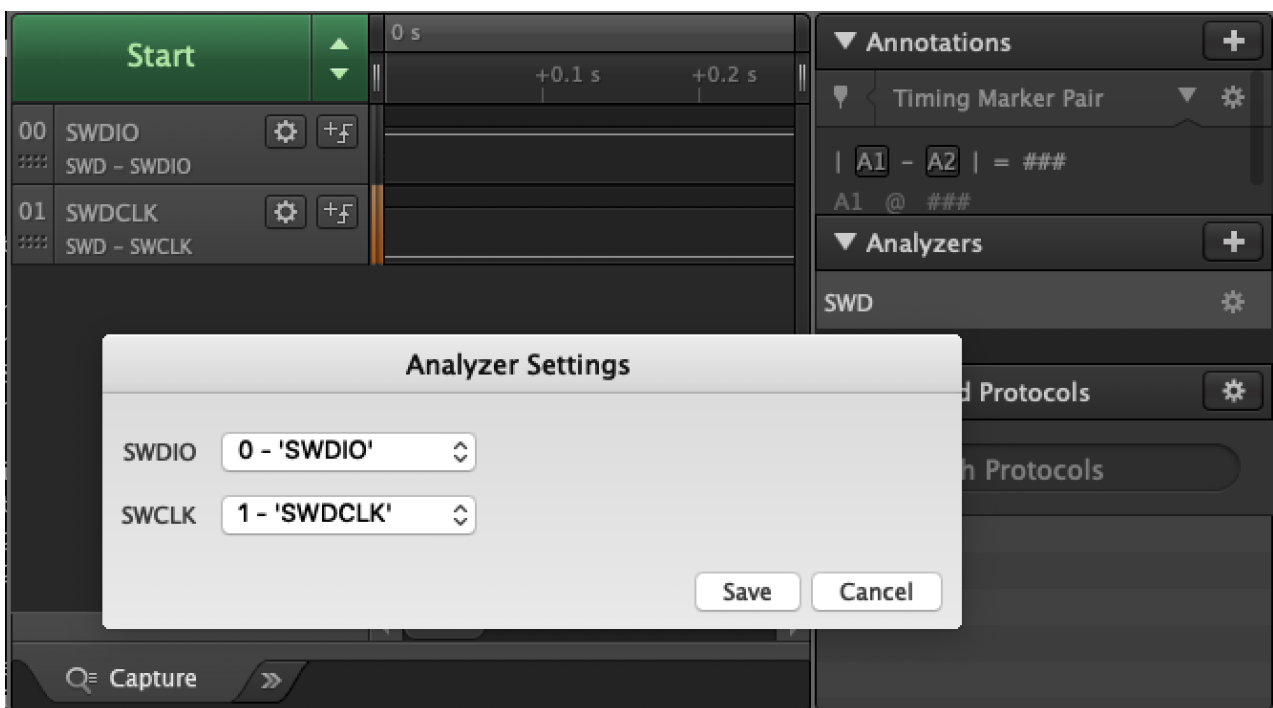 Start
0 s
+0.1 s
+0.2 s
00 SWDIO
SWD - SWDIO
01 SWDCLK
SWD - SWCLK
Annotations
Timing Marker Pair
| A1 - A2 | = ###
A1 @ ###
Analyzers
SWD
d Protocols
h Protocols
Analyzer Settings
SWDIO 0 - 'SWDIO'
SWCLK 1 - 'SWDCLK'
Save Cancel
Capture